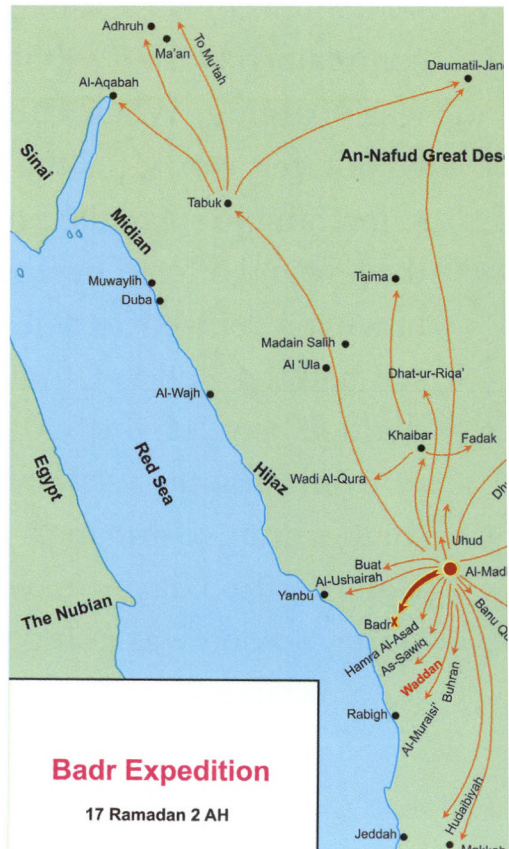 Adhruh
Ma'an
To Mu'tah
Daumatil-Jan
Al-Aqabah
Sinai
An-Nafud Great Des
Tabuk
Midian
Muwaylih
Duba
Taima
Madain Salih
Al 'Ula
Dhat-ur-Riqa'
Al-Wajh
Khaibar
Fadak
Red Sea
Egypt
Hijaz
Wadi Al-Qura
Dh
Uhud
Buat
Al-Ushairah
Al-Mad
Yanbu
The Nubian
Badr
X
Banu Qu
Hamra Al-Asad
As-Sawiq
Waddan
Buhran
Al-Muraisi'
Rabigh
Badr Expedition
17 Ramadan 2 AH
Hudaibiyah
Jeddah